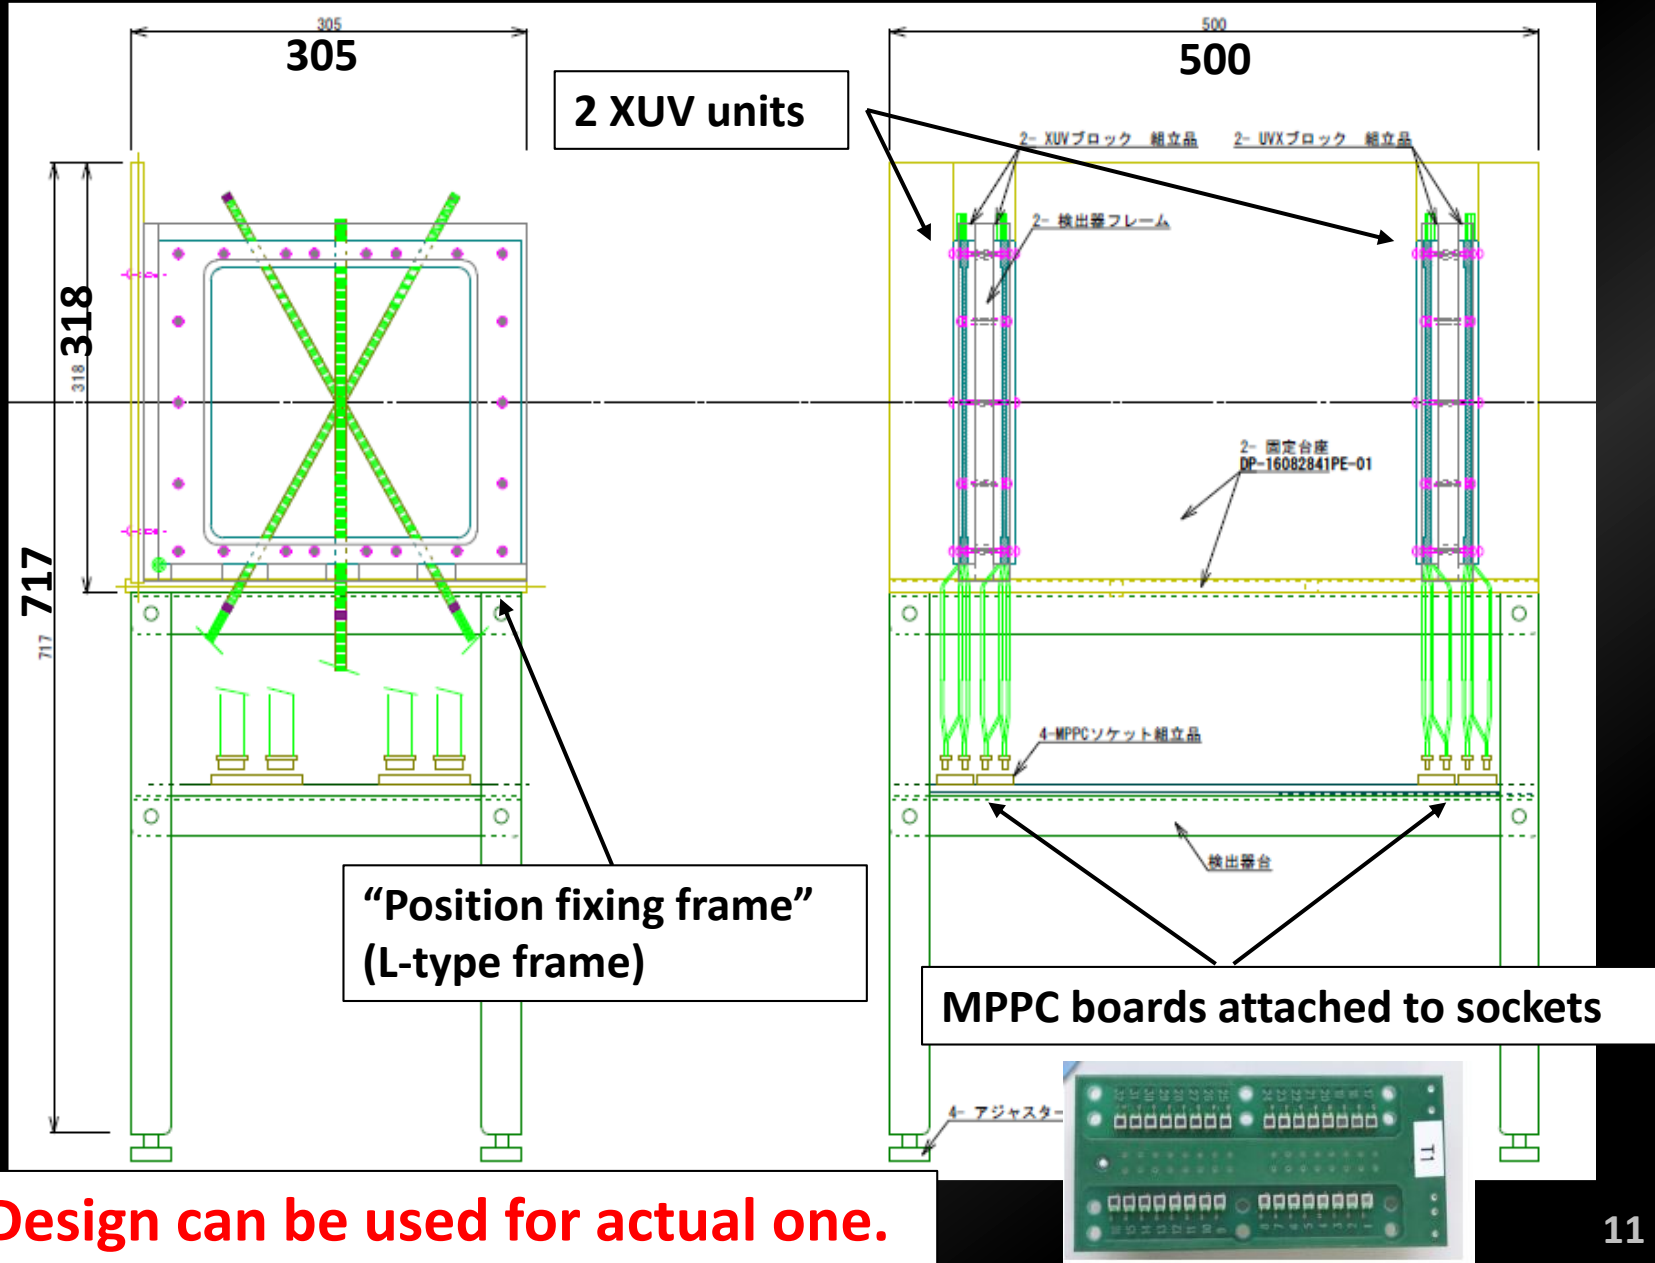 305
305
500
500
2 XUV units
2- XUVブロック 組立品
2- UVXブロック 組立品
2- 検出器フレーム
318
318
2- 固定台座
DP-16082841PE-01
717
717
4-MPPCソケット組立品
検出器台
“Position fixing frame”
(L-type frame)
MPPC boards attached to sockets
4- アジャスター
T1
Design can be used for actual one.
11